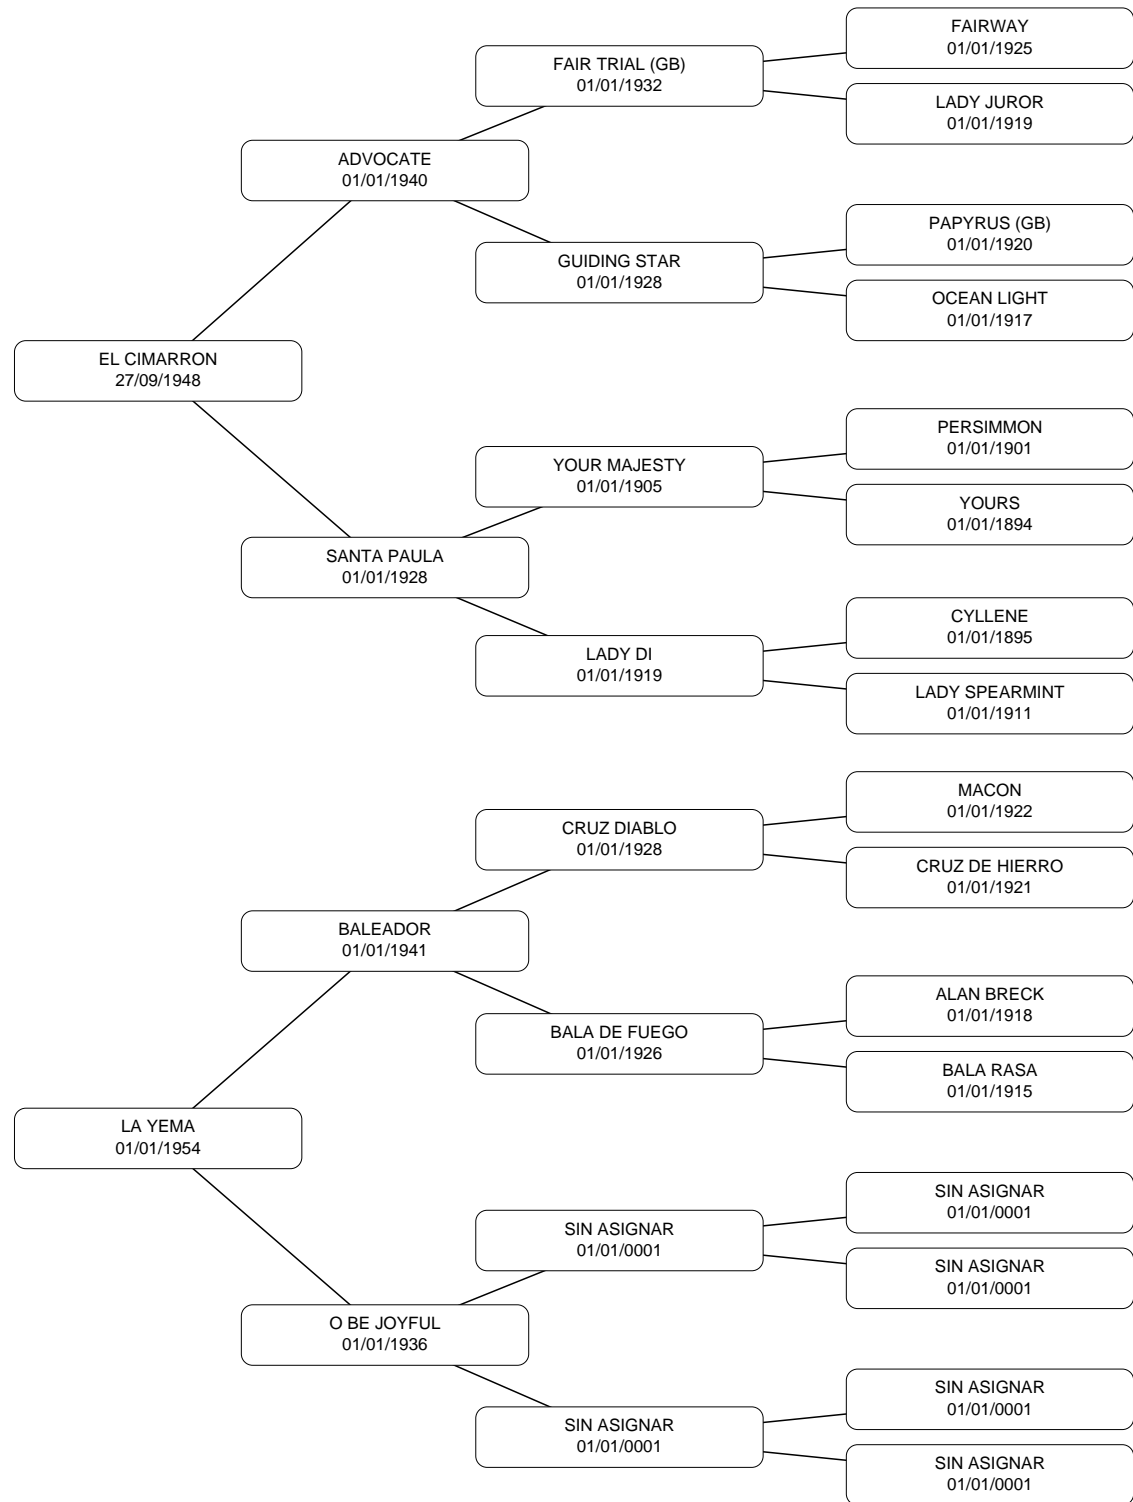 FAIRWAY
01/01/1925
FAIR TRIAL (GB)
01/01/1932
LADY JUROR
01/01/1919
ADVOCATE
01/01/1940
PAPYRUS (GB)
01/01/1920
GUIDING STAR
01/01/1928
OCEAN LIGHT
01/01/1917
EL CIMARRON
27/09/1948
PERSIMMON
01/01/1901
YOUR MAJESTY
01/01/1905
YOURS
01/01/1894
SANTA PAULA
01/01/1928
CYLLENE
01/01/1895
LADY DI
01/01/1919
LADY SPEARMINT
01/01/1911
MACON
01/01/1922
CRUZ DIABLO
01/01/1928
CRUZ DE HIERRO
01/01/1921
BALEADOR
01/01/1941
ALAN BRECK
01/01/1918
BALA DE FUEGO
01/01/1926
BALA RASA
01/01/1915
LA YEMA
01/01/1954
SIN ASIGNAR
01/01/0001
SIN ASIGNAR
01/01/0001
SIN ASIGNAR
01/01/0001
O BE JOYFUL
01/01/1936
SIN ASIGNAR
01/01/0001
SIN ASIGNAR
01/01/0001
SIN ASIGNAR
01/01/0001